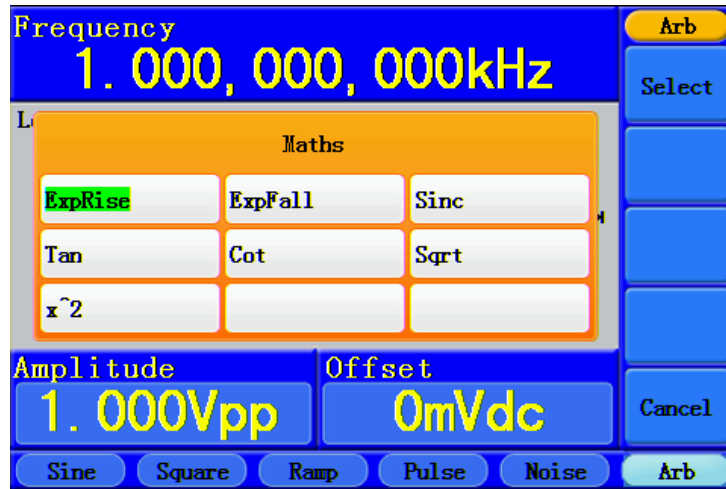 Frequency
1.000,000,000kHz
Arb
Select
L
Maths
ExpRise ExpFall Sinc
Tan Cot Sqrt
x^2
Amplitude
1.000Vpp
Offset
0mVdc
Cancel
Sine Square Ramp Pulse Noise Arb